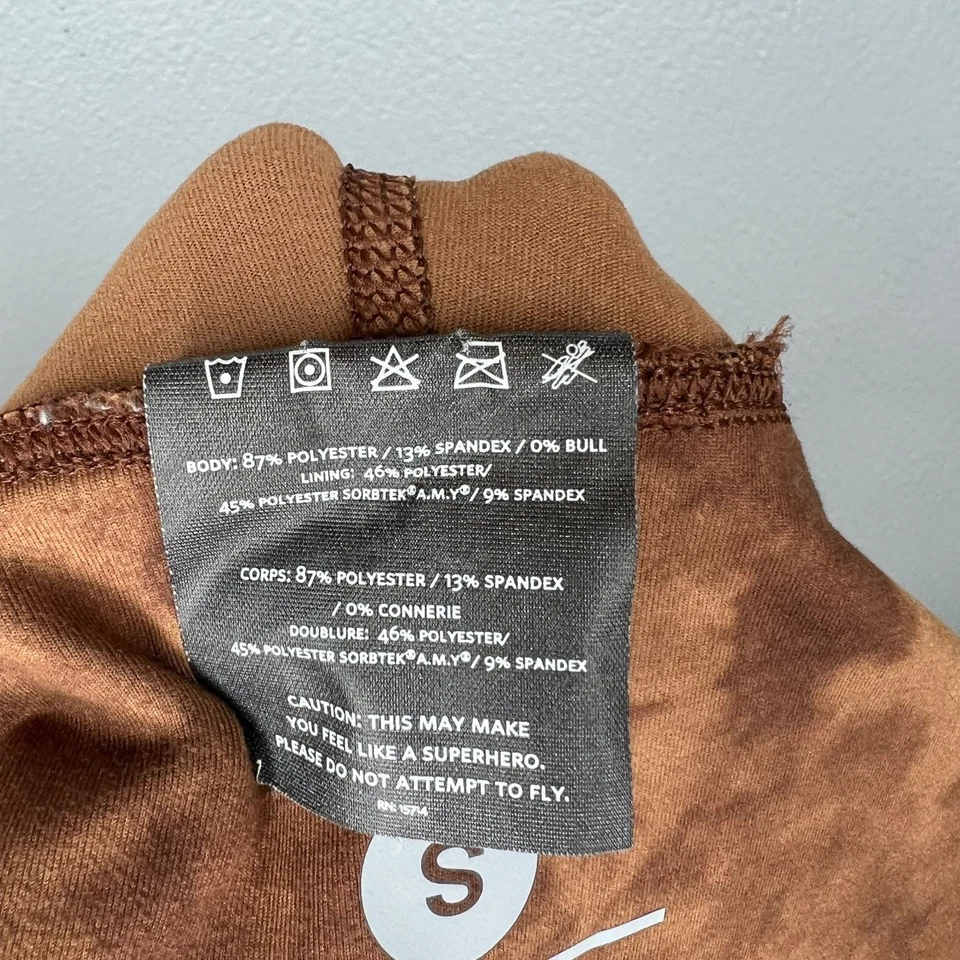 BODY: 87% POLYESTER / 13% SPANDEX / 0% BULL
LINING: 46% POLYESTER/
45% POLYESTER SORBTEK®A.M.Y®/ 9% SPANDEX
CORPS: 87% POLYESTER / 13% SPANDEX
/ 0% CONNERIE
DOUBLURE: 46% POLYESTER/
45% POLYESTER SORBTEK®A.M.Y®/ 9% SPANDEX
CAUTION: THIS MAY MAKE
YOU FEEL LIKE A SUPERHERO.
PLEASE DO NOT ATTEMPT TO FLY.
RN: 15714
S